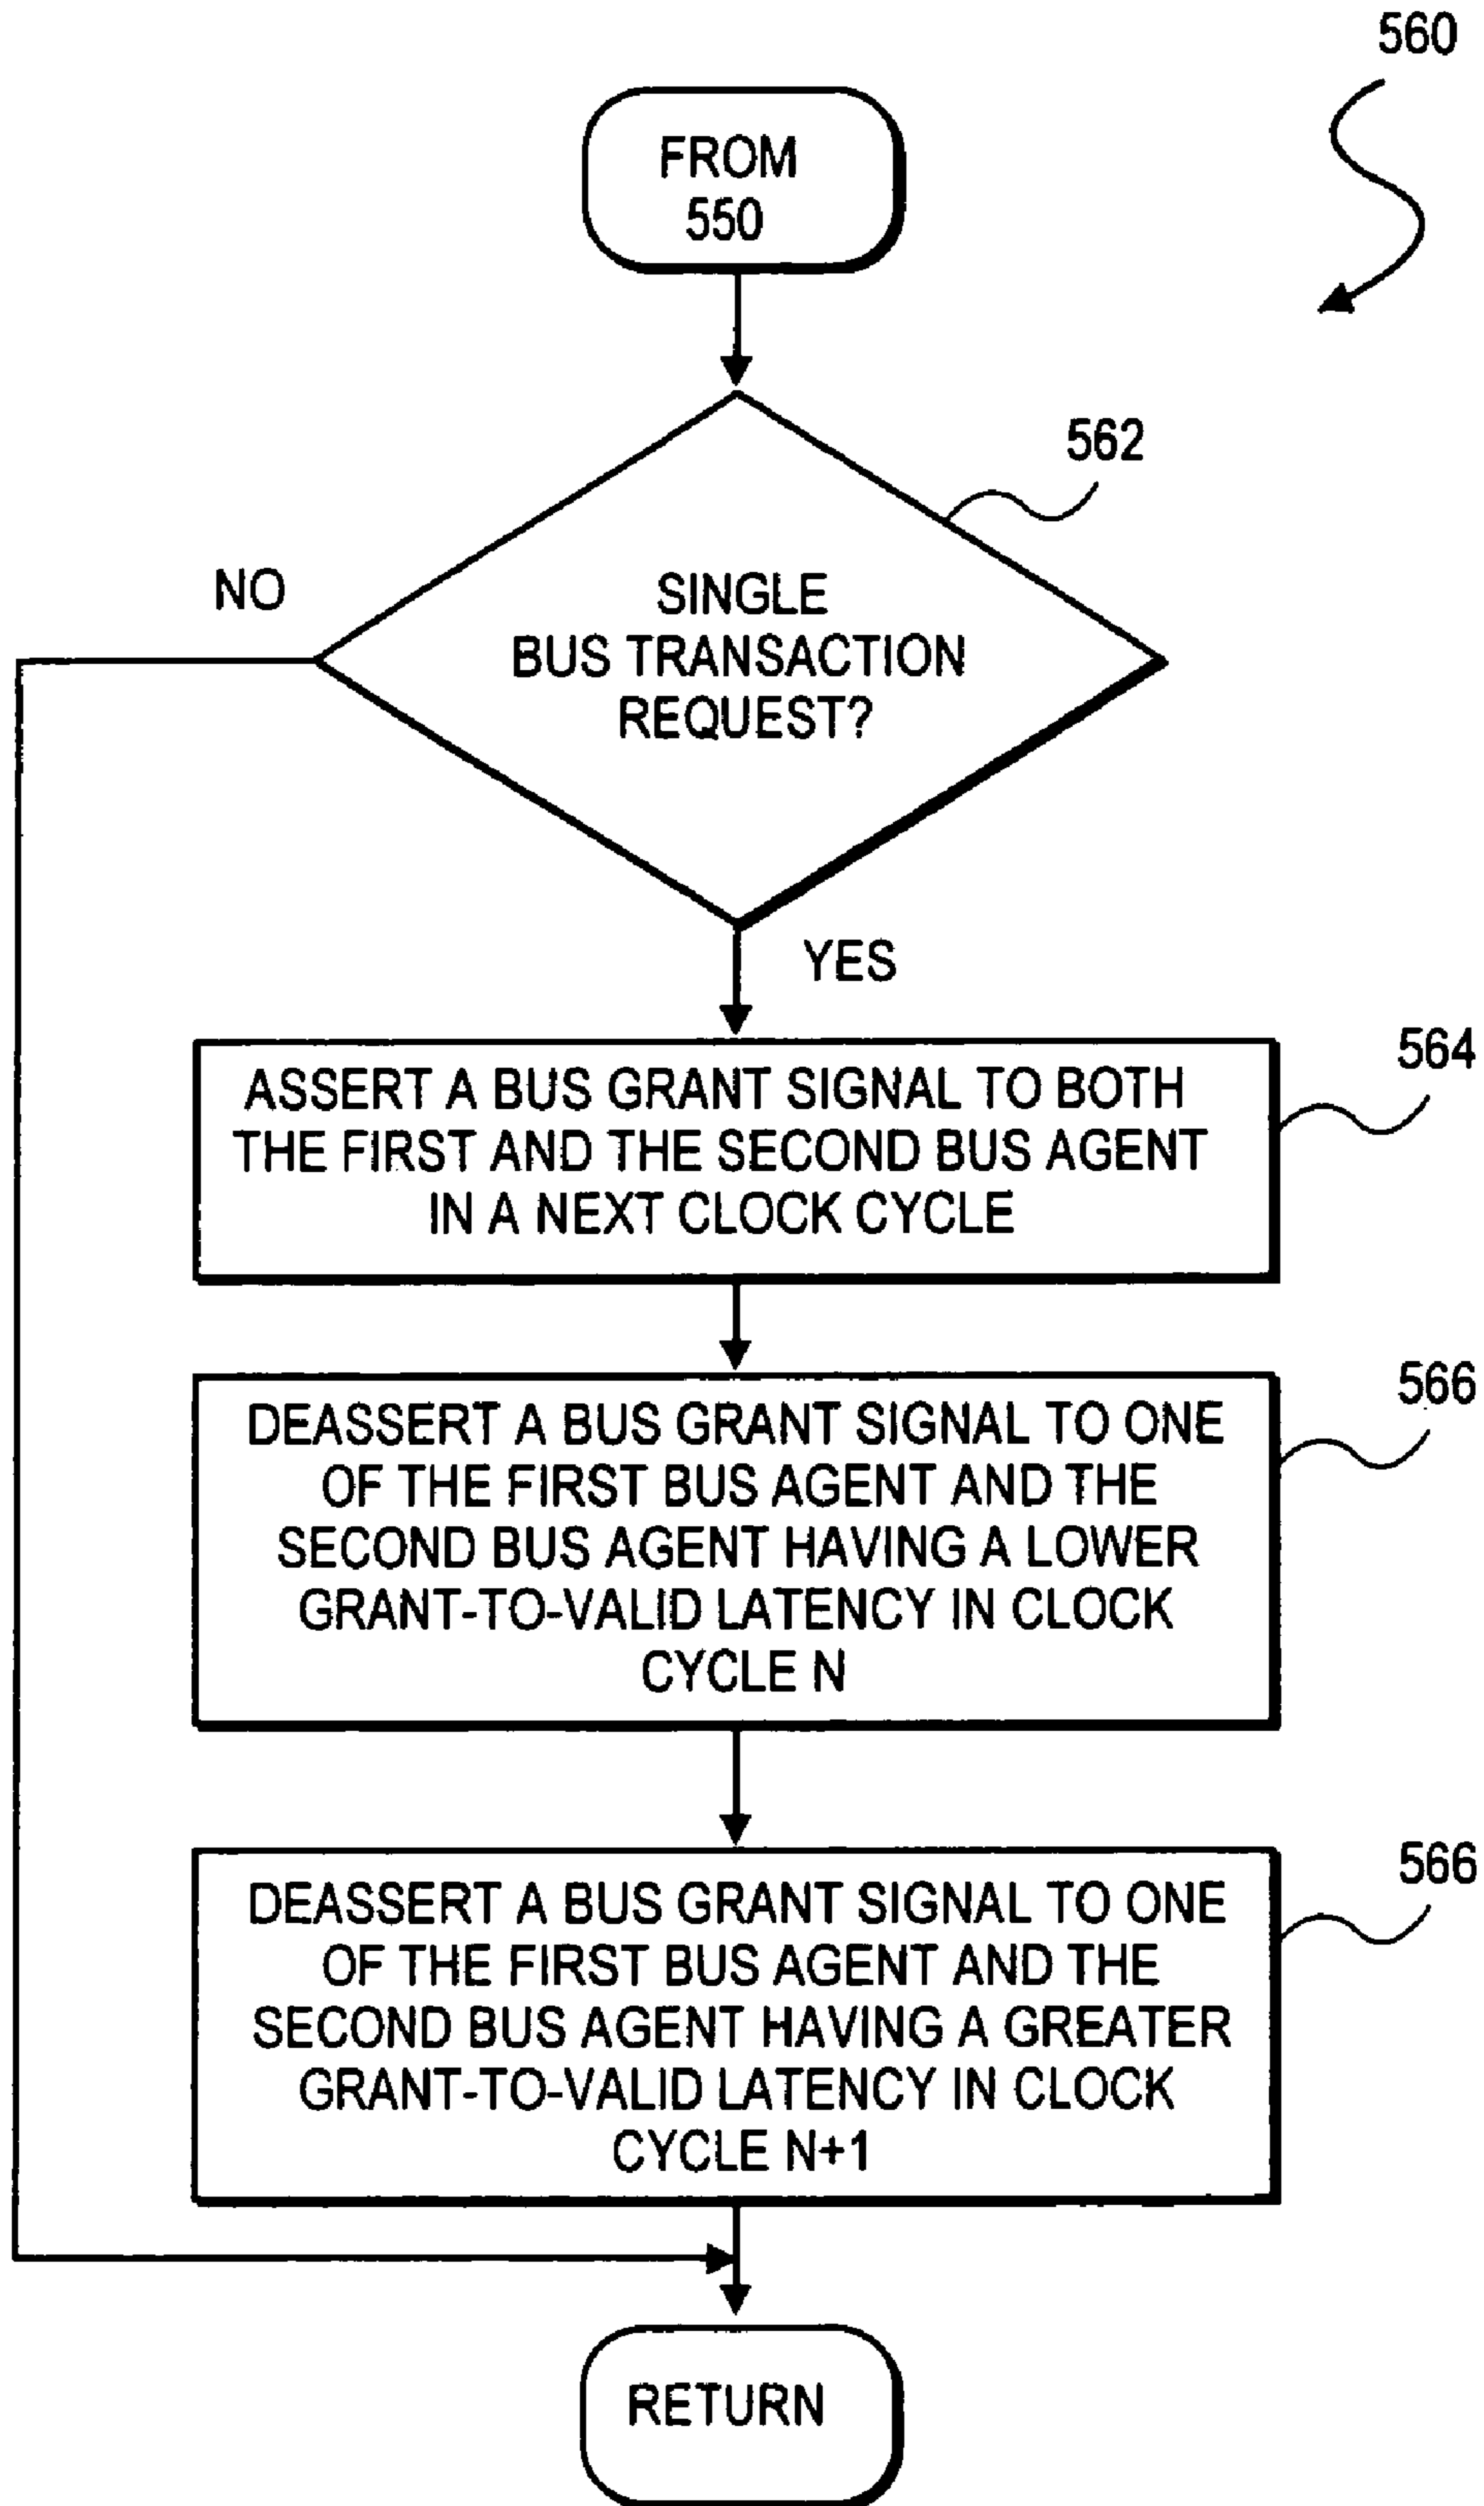 560
FROM
550
562
NO
SINGLE
BUS TRANSACTION
REQUEST?
YES
564
ASSERT A BUS GRANT SIGNAL TO BOTH
THE FIRST AND THE SECOND BUS AGENT
IN A NEXT CLOCK CYCLE
566
DEASSERT A BUS GRANT SIGNAL TO ONE
OF THE FIRST BUS AGENT AND THE
SECOND BUS AGENT HAVING A LOWER
GRANT-TO-VALID LATENCY IN CLOCK
CYCLE N
566
DEASSERT A BUS GRANT SIGNAL TO ONE
OF THE FIRST BUS AGENT AND THE
SECOND BUS AGENT HAVING A GREATER
GRANT-TO-VALID LATENCY IN CLOCK
CYCLE N+1
RETURN